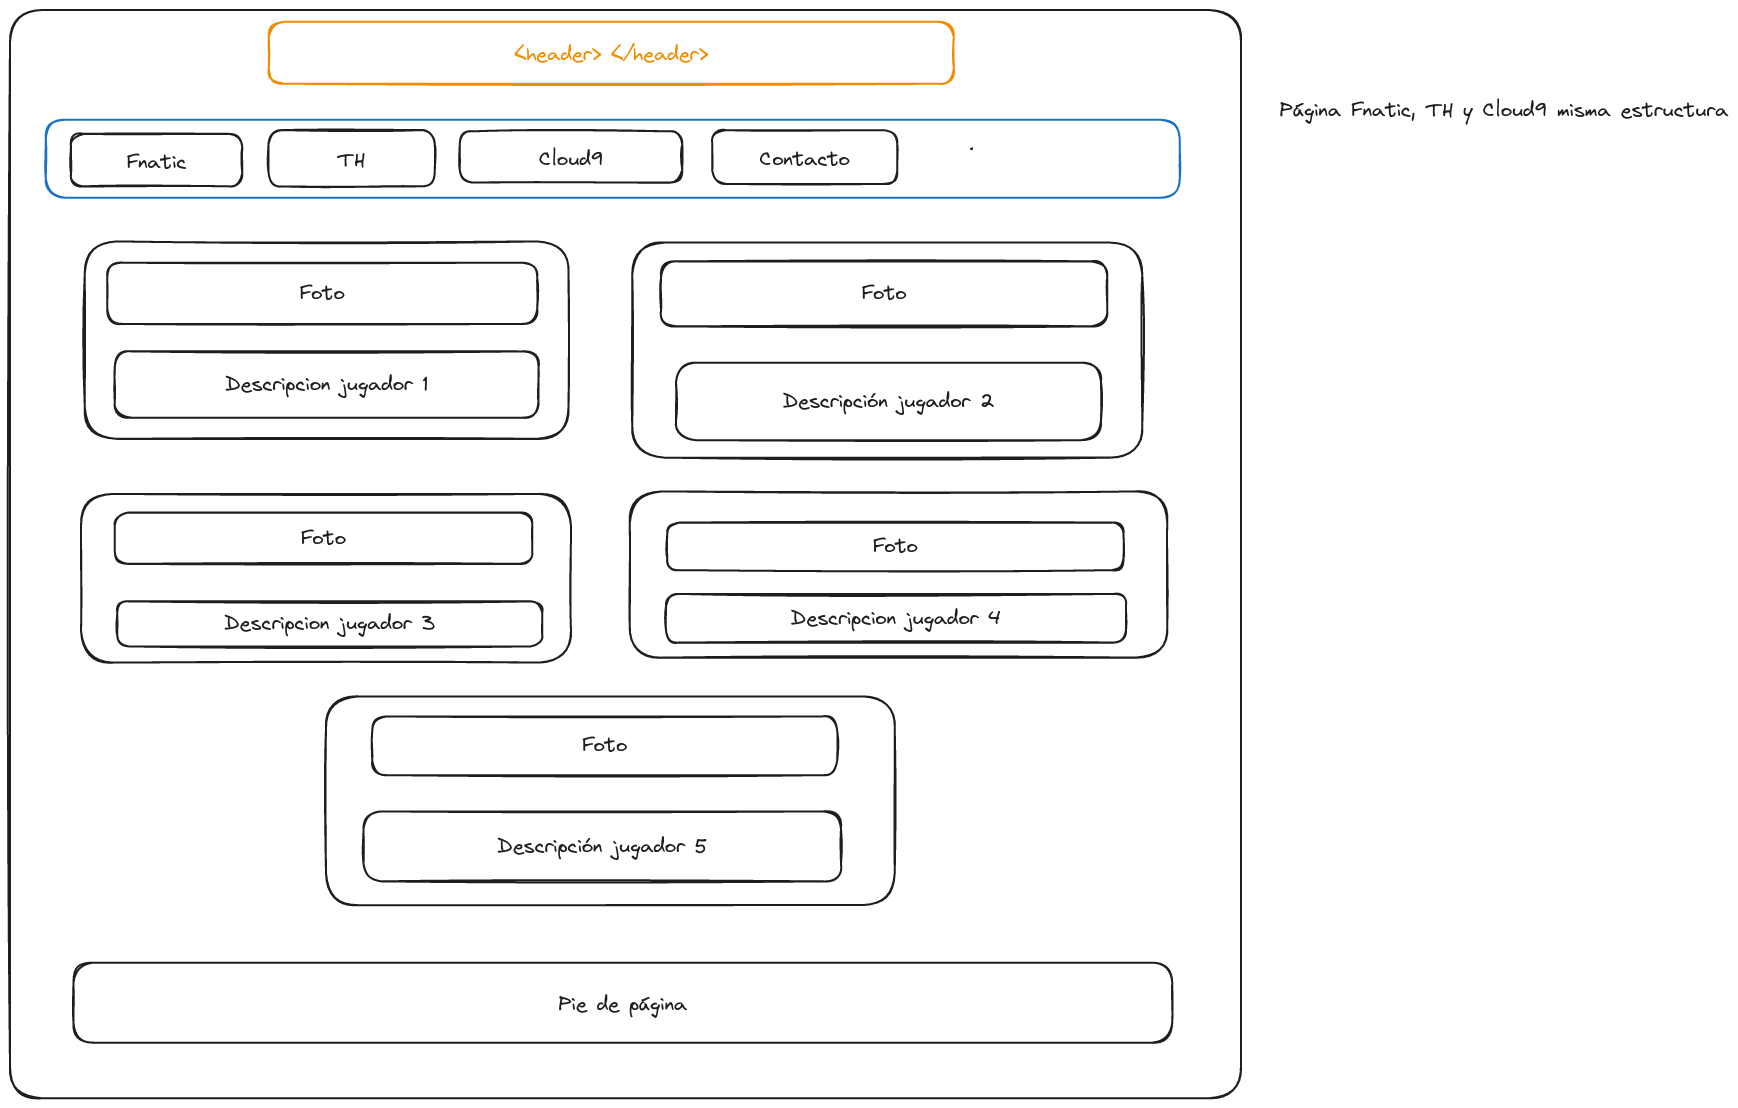 <header> </header>
Página Fnatic, TH y Cloud9 misma estructura
Fnatic
TH
Cloud9
Contacto
Foto
Foto
Descripcion jugador 1
Descripción jugador 2
Foto
Foto
Descripcion jugador 3
Descripcion jugador 4
Foto
Descripción jugador 5
Pie de página